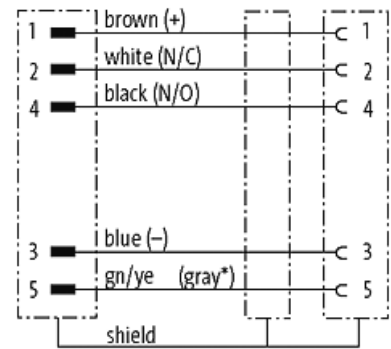 1 brown (+) 1
2 white (N/C) 2
4 black (N/O) 4
3 blue (–) 3
5 gn/ye (gray*) 5
shield